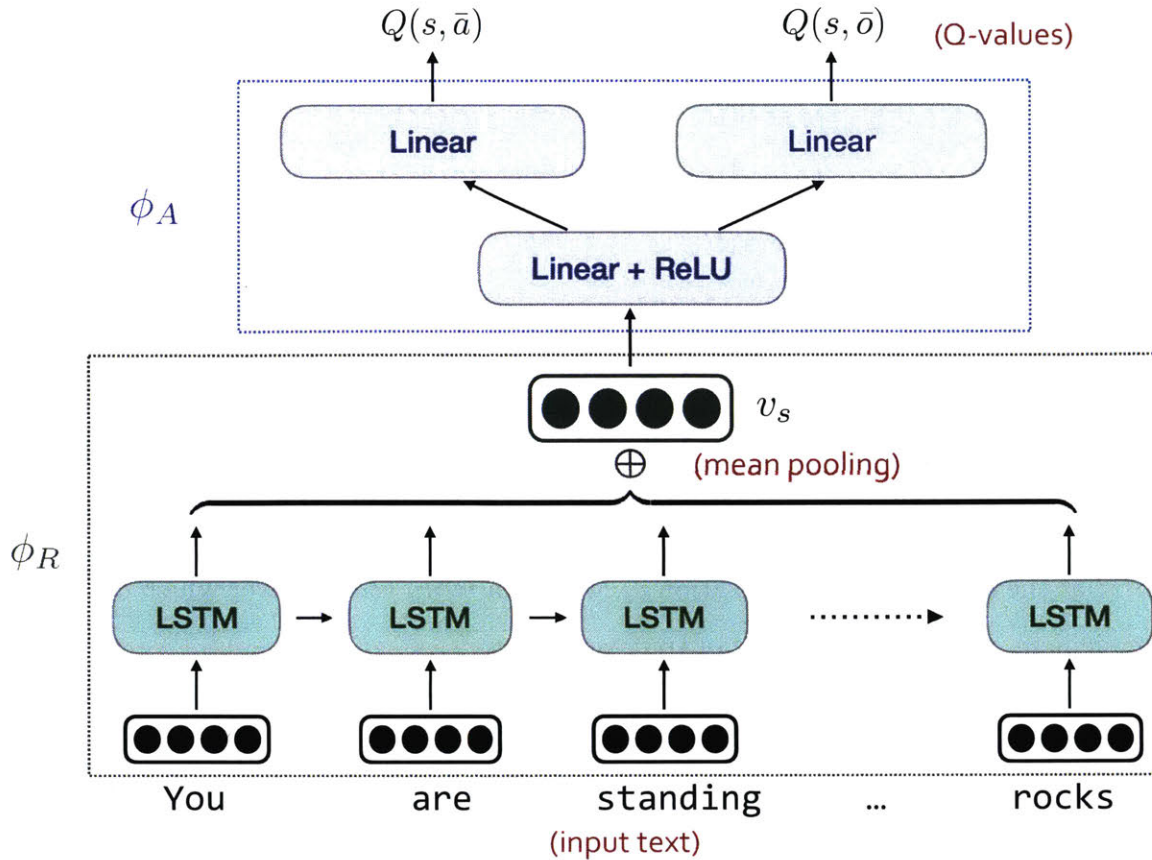 Q(s, ā) Q(s, ō) (Q-values)
Linear Linear
ϕ_A
Linear + ReLU
v_s
⊕ (mean pooling)
ϕ_R
LSTM LSTM LSTM LSTM
You are standing ... rocks
(input text)